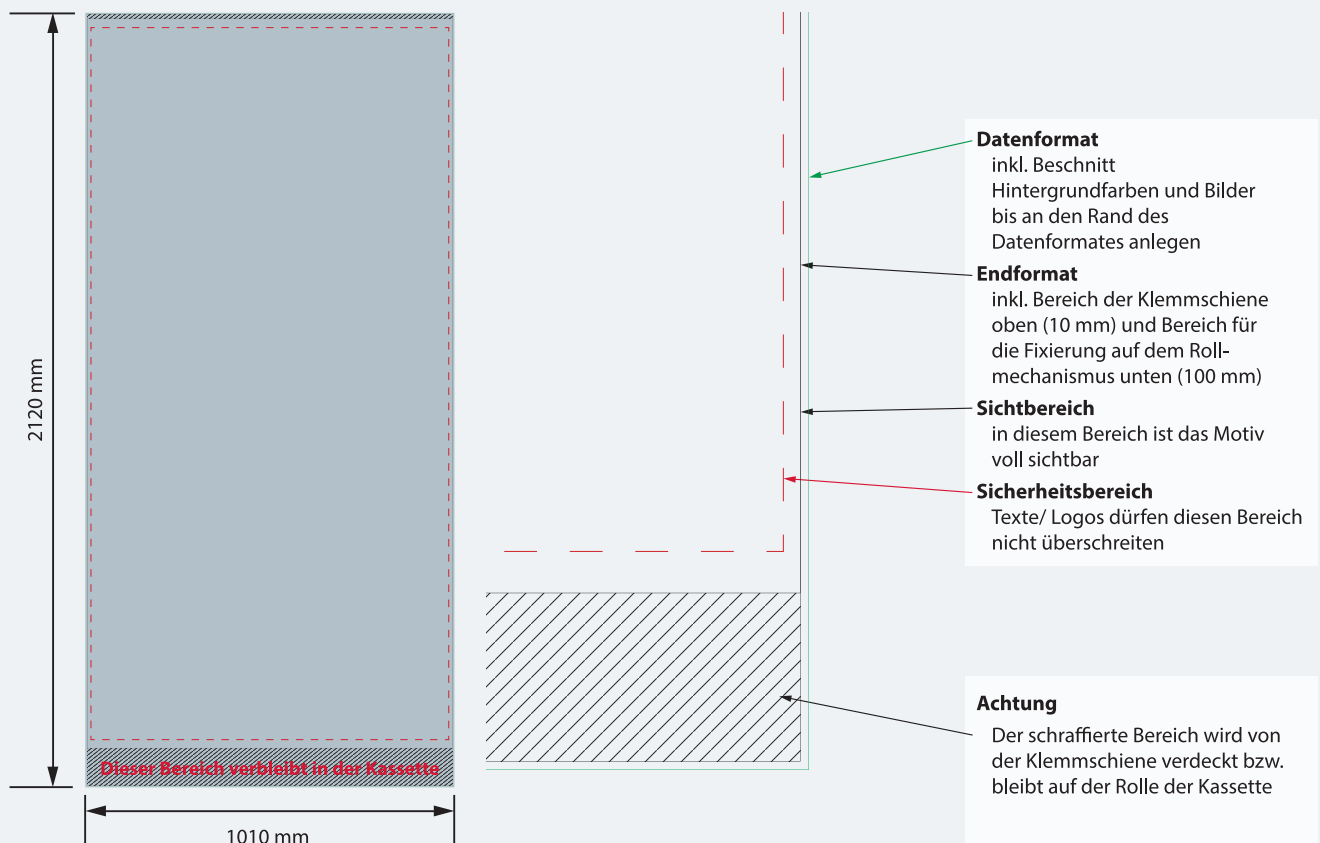 2120 mm
Dieser Bereich verbleibt in der Kassette
1010 mm
Datenformat
inkl. Beschnitt
Hintergrundfarben und Bilder
bis an den Rand des
Datenformates anlegen
Endformat
inkl. Bereich der Klemmschiene
oben (10 mm) und Bereich für
die Fixierung auf dem Roll-
mechanismus unten (100 mm)
Sichtbereich
in diesem Bereich ist das Motiv
voll sichtbar
Sicherheitsbereich
Texte/ Logos dürfen diesen Bereich
nicht überschreiten
Achtung
Der schraffierte Bereich wird von
der Klemmschiene verdeckt bzw.
bleibt auf der Rolle der Kassette